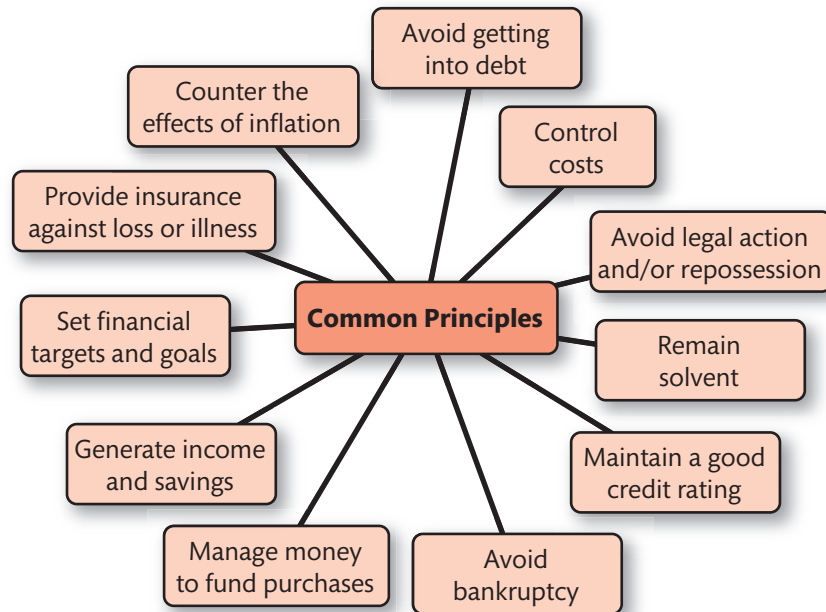 Avoid getting
into debt
Counter the
effects of inflation
Control
costs
Provide insurance
against loss or illness
Avoid legal action
and/or repossession
Common Principles
Set financial
targets and goals
Remain
solvent
Generate income
and savings
Maintain a good
credit rating
Manage money
to fund purchases
Avoid
bankruptcy